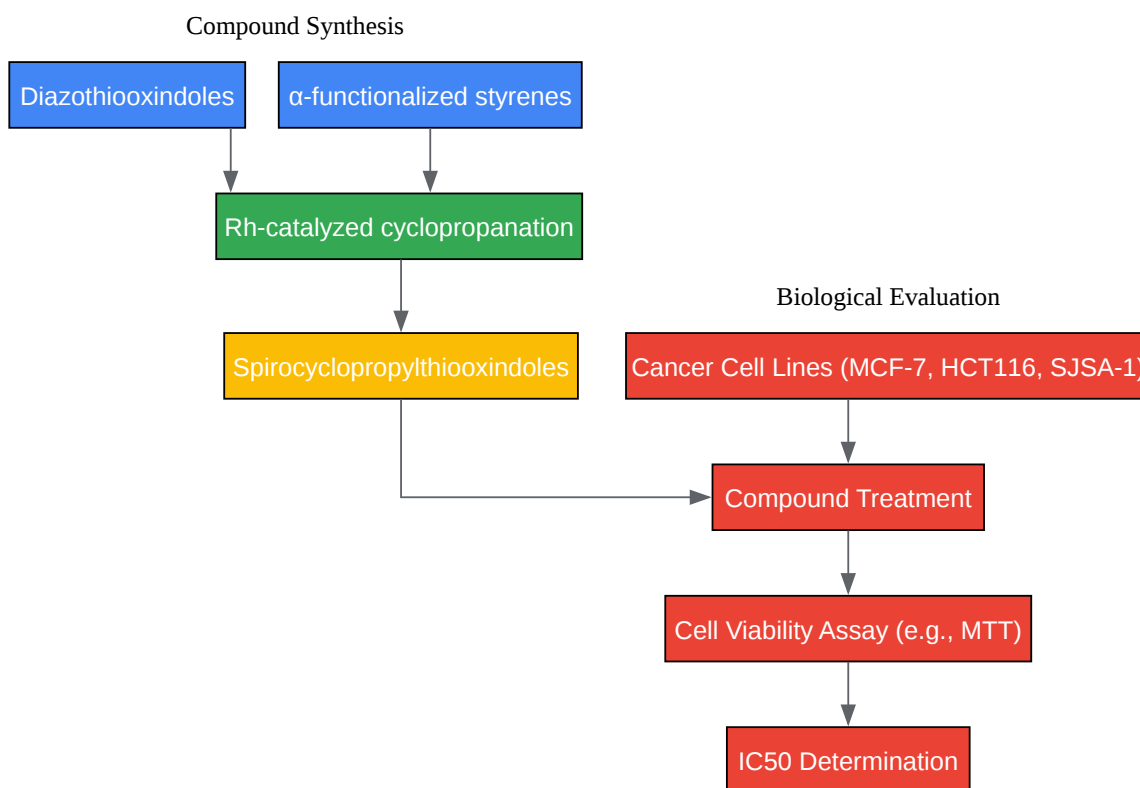 Compound Synthesis
Diazothiooxindoles
α-functionalized styrenes
Rh-catalyzed cyclopropanation
Spirocyclopropylthiooxindoles
Biological Evaluation
Cancer Cell Lines (MCF-7, HCT116, SJSA-1)
Compound Treatment
Cell Viability Assay (e.g., MTT)
IC50 Determination